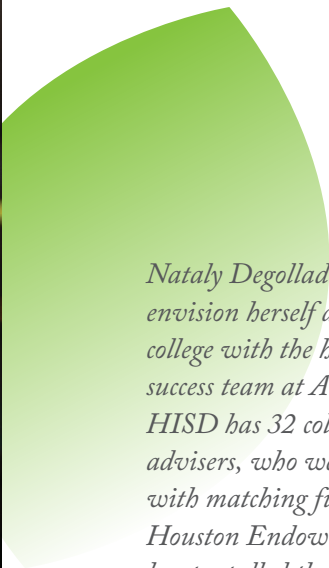 Nataly Degollad
envision herself a
college with the h
success team at A
HISD has 32 col
advisers, who we
with matching fi
Houston Endow